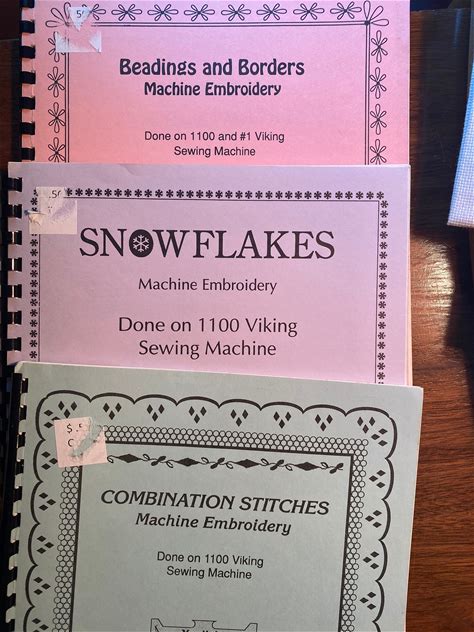 Beadings and Borders
Machine Embroidery
Done on 1100 and #1 Viking
Sewing Machine
.50
SNOWFLAKES
Machine Embroidery
Done on 1100 Viking
Sewing Machine
COMBINATION STITCHES
Machine Embroidery
Done on 1100 Viking
Sewing Machine